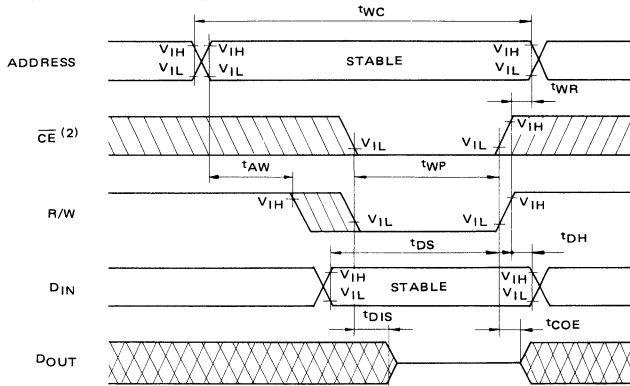 tWC
ADDRESS VIH VIL VIH VIL STABLE VIH VIL
tWR
CE (2) VIL VIL VIH
tAW tWP
R/W VIH VIL VIL VIH
tDS tDH
DIN VIH VIL STABLE VIH VIL
tDIS tCOE
DOUT